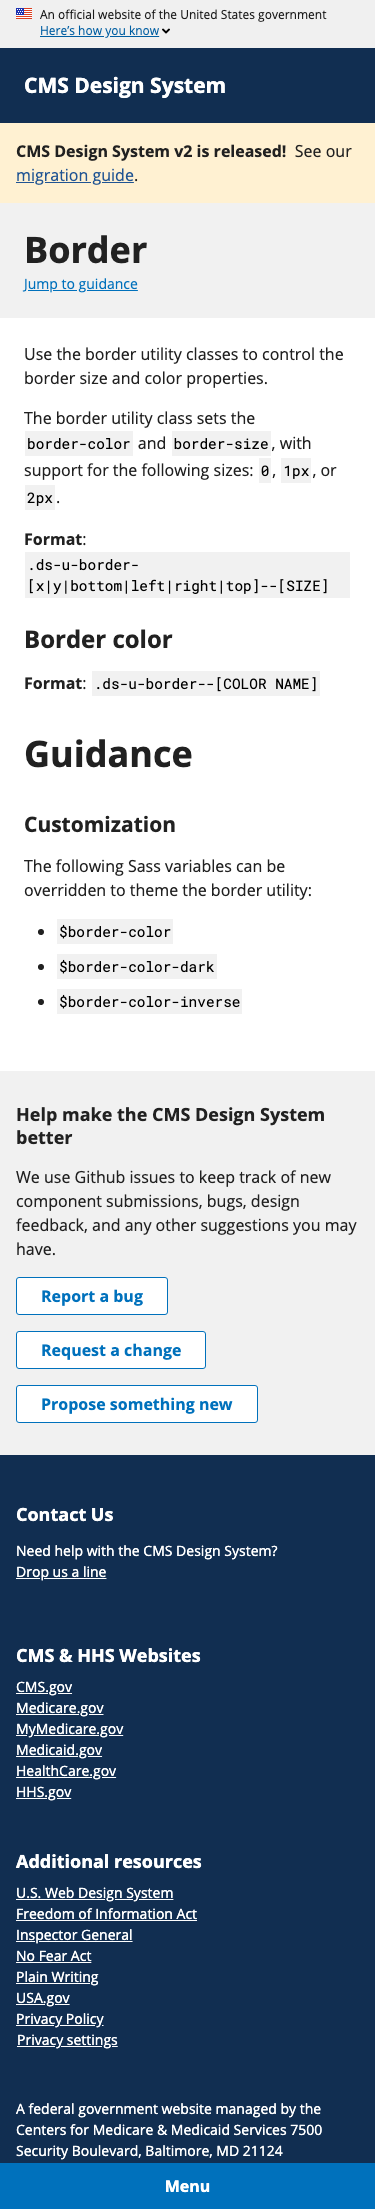 An official website of the United States government
Here's how you know
CMS Design System
CMS Design System v2 is released! See our
migration guide.
Border
Jump to guidance
Use the border utility classes to control the
border size and color properties.
The border utility class sets the
border-color and border-size, with
support for the following sizes: 0, 1px, or
2px.
Format:
.ds-u-border-
[x|y|bottom|left|right|top]--[SIZE]
Border color
Format: .ds-u-border--[COLOR NAME]
Guidance
Customization
The following Sass variables can be
overridden to theme the border utility:
$border-color
$border-color-dark
$border-color-inverse
Help make the CMS Design System
better
We use Github issues to keep track of new
component submissions, bugs, design
feedback, and any other suggestions you may
have.
Report a bug
Request a change
Propose something new
Contact Us
Need help with the CMS Design System?
Drop us a line
CMS & HHS Websites
CMS.gov
Medicare.gov
MyMedicare.gov
Medicaid.gov
HealthCare.gov
HHS.gov
Additional resources
U.S. Web Design System
Freedom of Information Act
Inspector General
No Fear Act
Plain Writing
USA.gov
Privacy Policy
Privacy settings
A federal government website managed by the
Centers for Medicare & Medicaid Services 7500
Security Boulevard, Baltimore, MD 21124
Menu